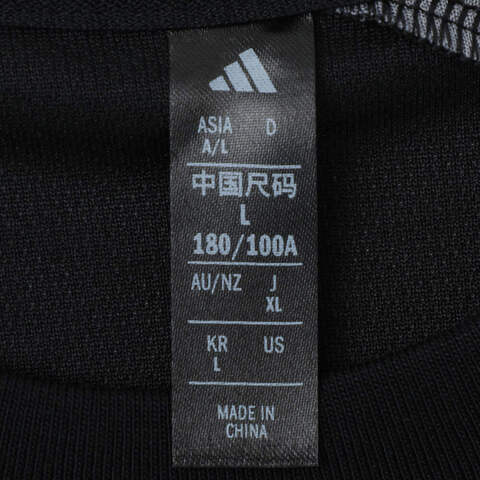 ASIA D
A/L
中国尺码
L
180/100A
AU/NZ J
XL
KR US
L
MADE IN
CHINA